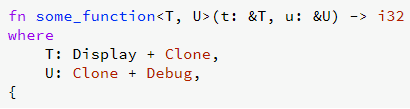 fn some_function<T, U>(t: &T, u: &U) -> i32
where
    T: Display + Clone,
    U: Clone + Debug,
{